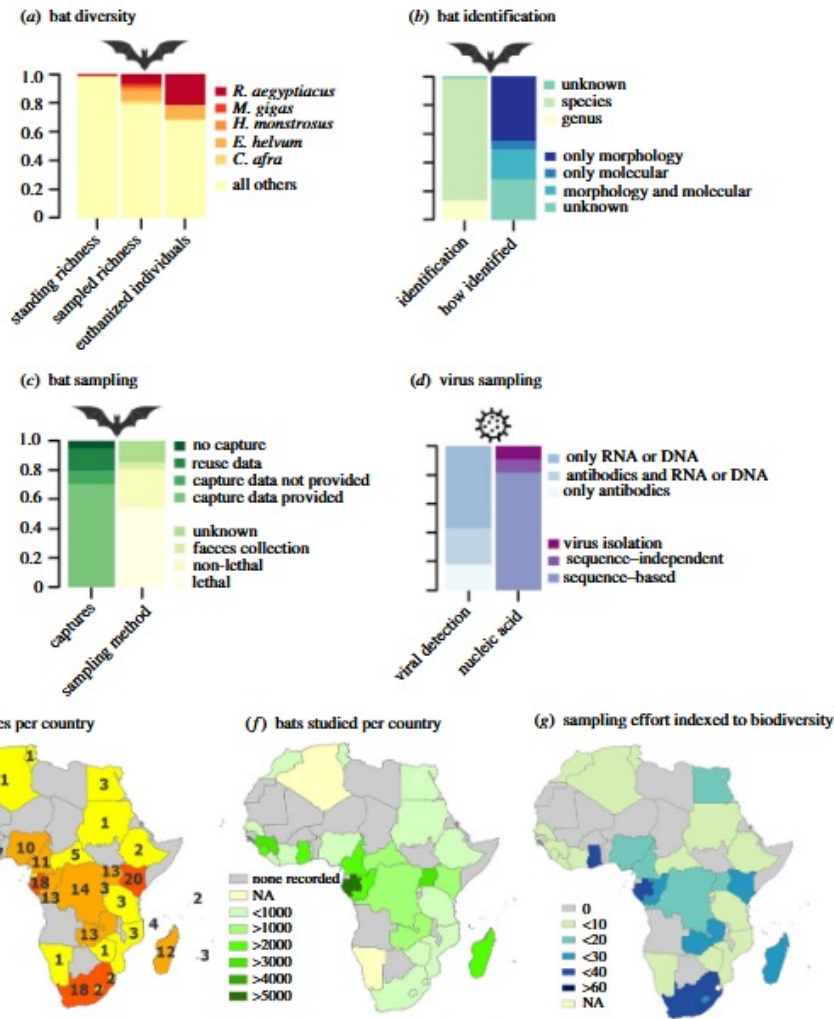 (a) bat diversity
1.0
0.8
0.6
0.4
0.2
0
R. aegyptiacus
M. gigas
H. monstrosus
E. helvum
C. afra
all others
standing richness
sampled richness
euthanized individuals
(b) bat identification
unknown
species
genus
only morphology
only molecular
morphology and molecular
unknown
identification
how identified
(c) bat sampling
1.0
0.8
0.6
0.4
0.2
0
no capture
reuse data
capture data not provided
capture data provided
unknown
faeces collection
non-lethal
lethal
captures
sampling method
(d) virus sampling
only RNA or DNA
antibodies and RNA or DNA
only antibodies
virus isolation
sequence–independent
sequence–based
viral detection
nucleic acid
es per country
1
1
3
1
10
5
2
11
18
13
20
13
14
3
3
2
4
13
3
12
3
1
1
2
18
2
(f) bats studied per country
none recorded
NA
<1000
>1000
>2000
>3000
>4000
>5000
(g) sampling effort indexed to biodiversity
0
<10
<20
<30
<40
>60
NA